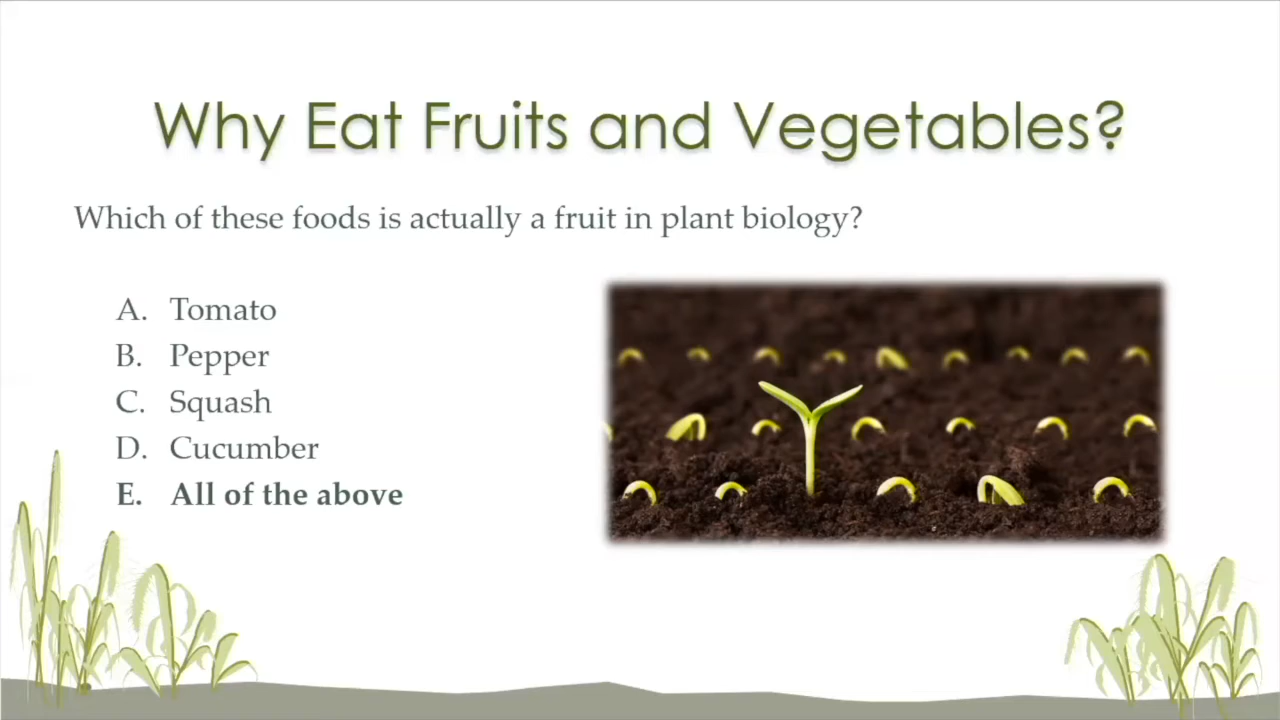 Why Eat Fruits and Vegetables?
Which of these foods is actually a fruit in plant biology?
A. Tomato
B. Pepper
C. Squash
D. Cucumber
E. All of the above